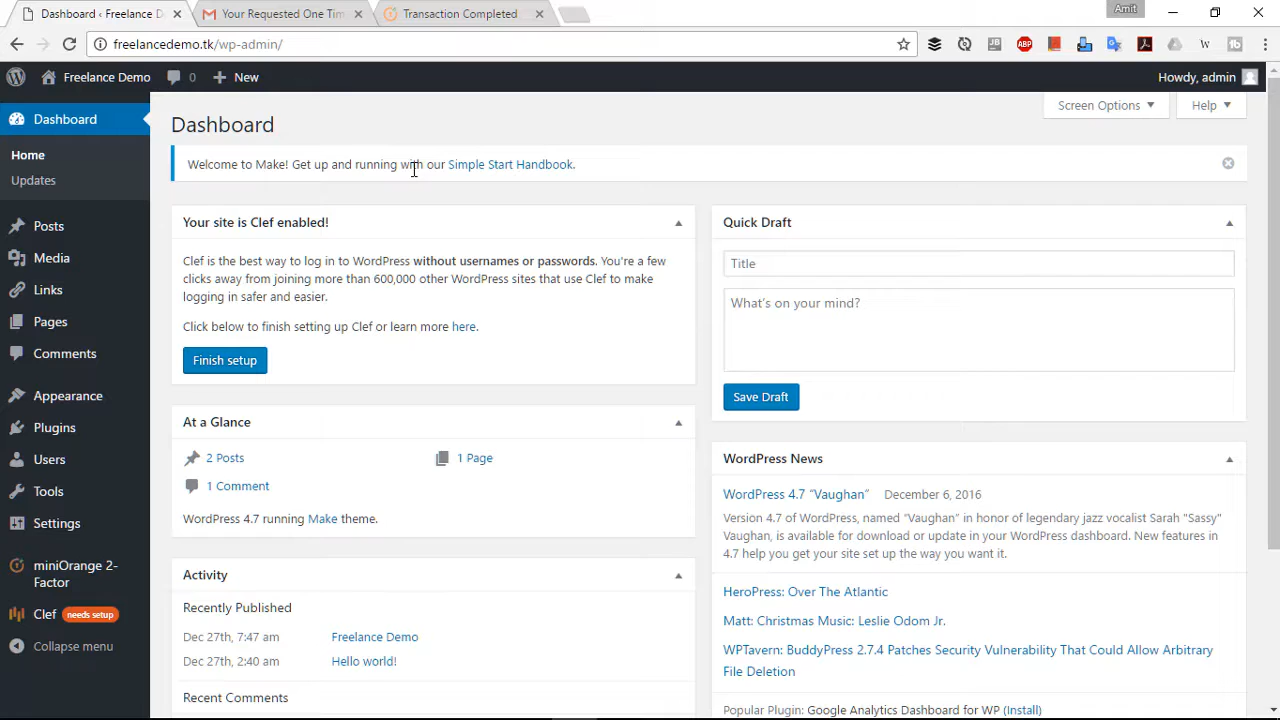 Dashboard ‹ Freelance D
Your Requested One Tim
Transaction Completed
Amit
freelancedemo.tk/wp-admin/
Freelance Demo
0
New
Howdy, admin
Dashboard
Home
Updates
Posts
Media
Links
Pages
Comments
Appearance
Plugins
Users
Tools
Settings
miniOrange 2-
Factor
Clef needs setup
Collapse menu
Screen Options
Help
Dashboard
Welcome to Make! Get up and running with our Simple Start Handbook.
Your site is Clef enabled!
Clef is the best way to log in to WordPress without usernames or passwords. You're a few
clicks away from joining more than 600,000 other WordPress sites that use Clef to make
logging in safer and easier.
Click below to finish setting up Clef or learn more here.
Finish setup
At a Glance
2 Posts
1 Page
1 Comment
WordPress 4.7 running Make theme.
Activity
Recently Published
Dec 27th, 7:47 am Freelance Demo
Dec 27th, 2:40 am Hello world!
Recent Comments
Quick Draft
Title
What's on your mind?
Save Draft
WordPress News
WordPress 4.7 “Vaughan” December 6, 2016
Version 4.7 of WordPress, named “Vaughan” in honor of legendary jazz vocalist Sarah "Sassy"
Vaughan, is available for download or update in your WordPress dashboard. New features in
4.7 help you get your site set up the way you want it.
HeroPress: Over The Atlantic
Matt: Christmas Music: Leslie Odom Jr.
WPTavern: BuddyPress 2.7.4 Patches Security Vulnerability That Could Allow Arbitrary
File Deletion
Popular Plugin: Google Analytics Dashboard for WP (Install)